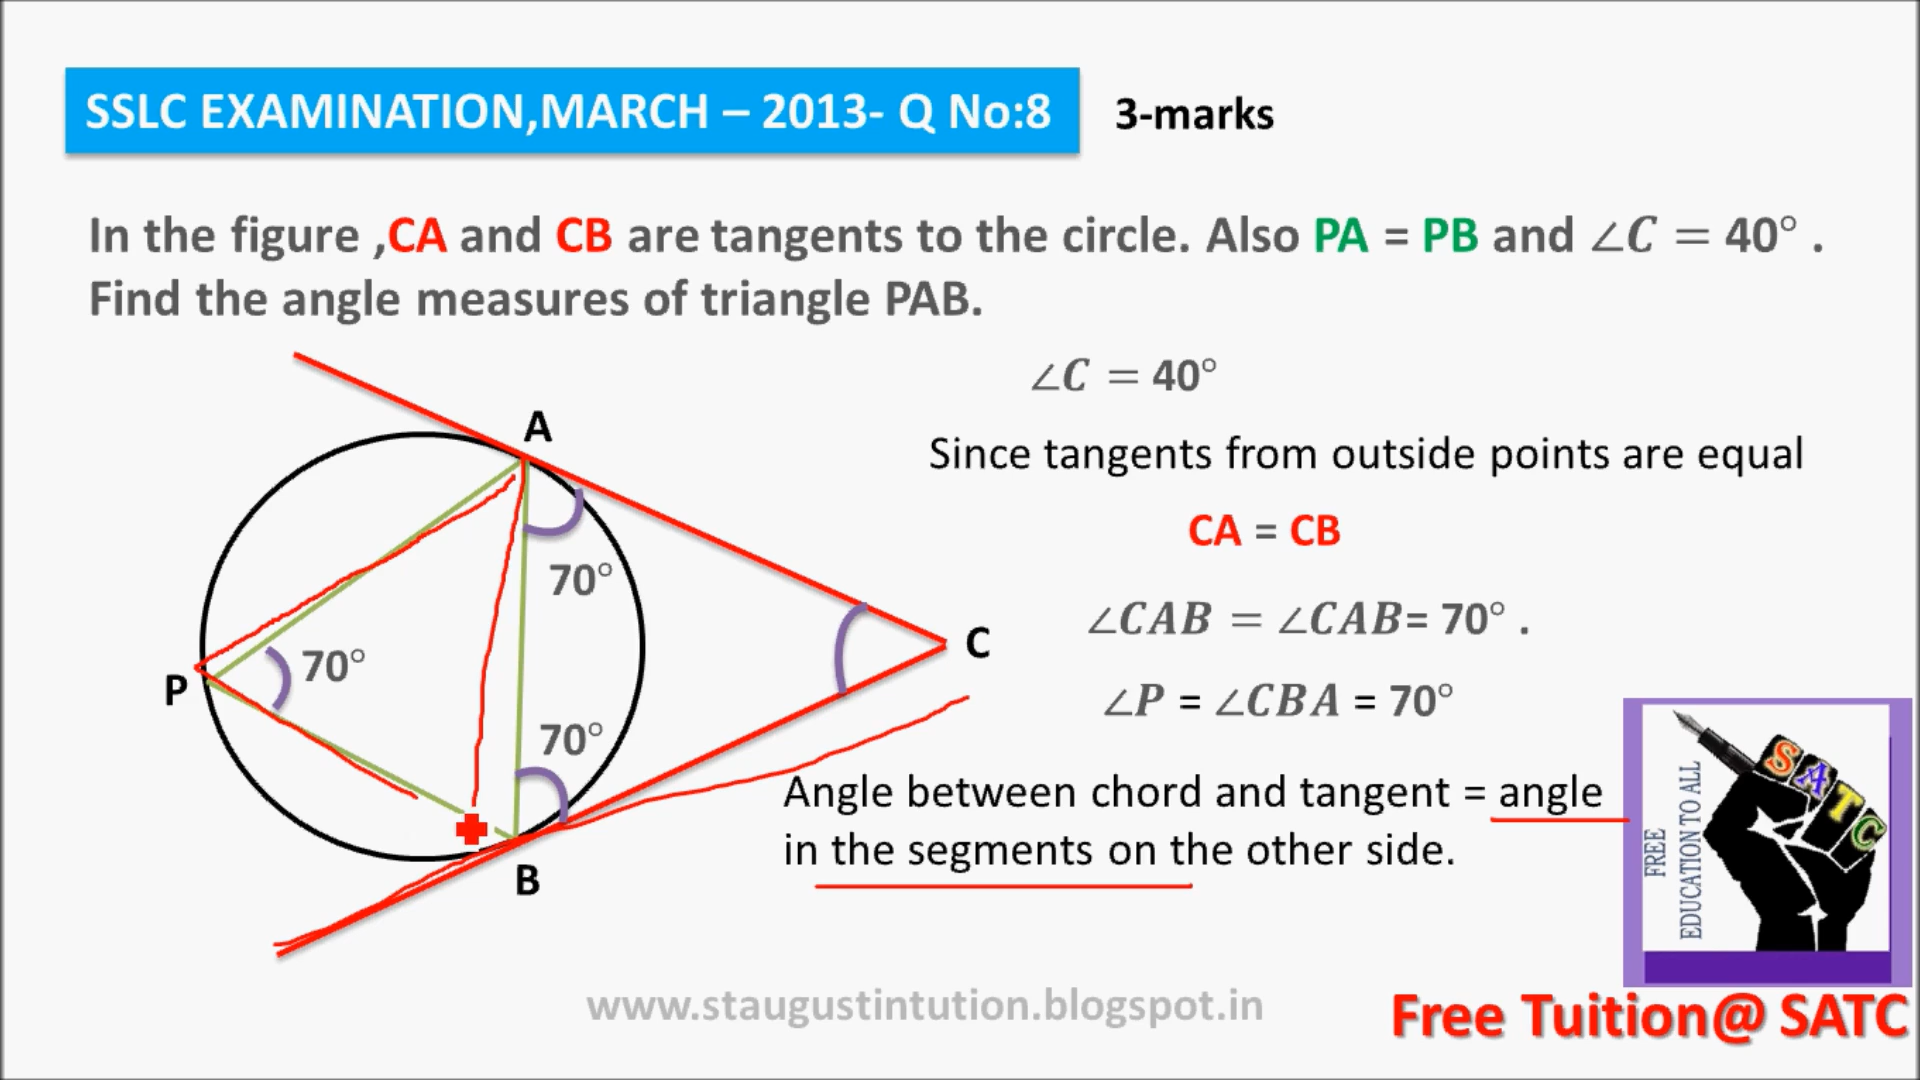 SSLC EXAMINATION,MARCH – 2013- Q No:8
3-marks
In the figure ,CA and CB are tangents to the circle. Also PA = PB and ∠C = 40° .
Find the angle measures of triangle PAB.
∠C = 40°
Since tangents from outside points are equal
CA = CB
∠CAB = ∠CAB= 70° .
∠P = ∠CBA = 70°
Angle between chord and tangent = angle
in the segments on the other side.
A
70°
C
P
70°
70°
B
FREE
EDUCATION TO ALL
SATC
www.staugustintution.blogspot.in
Free Tuition@ SATC